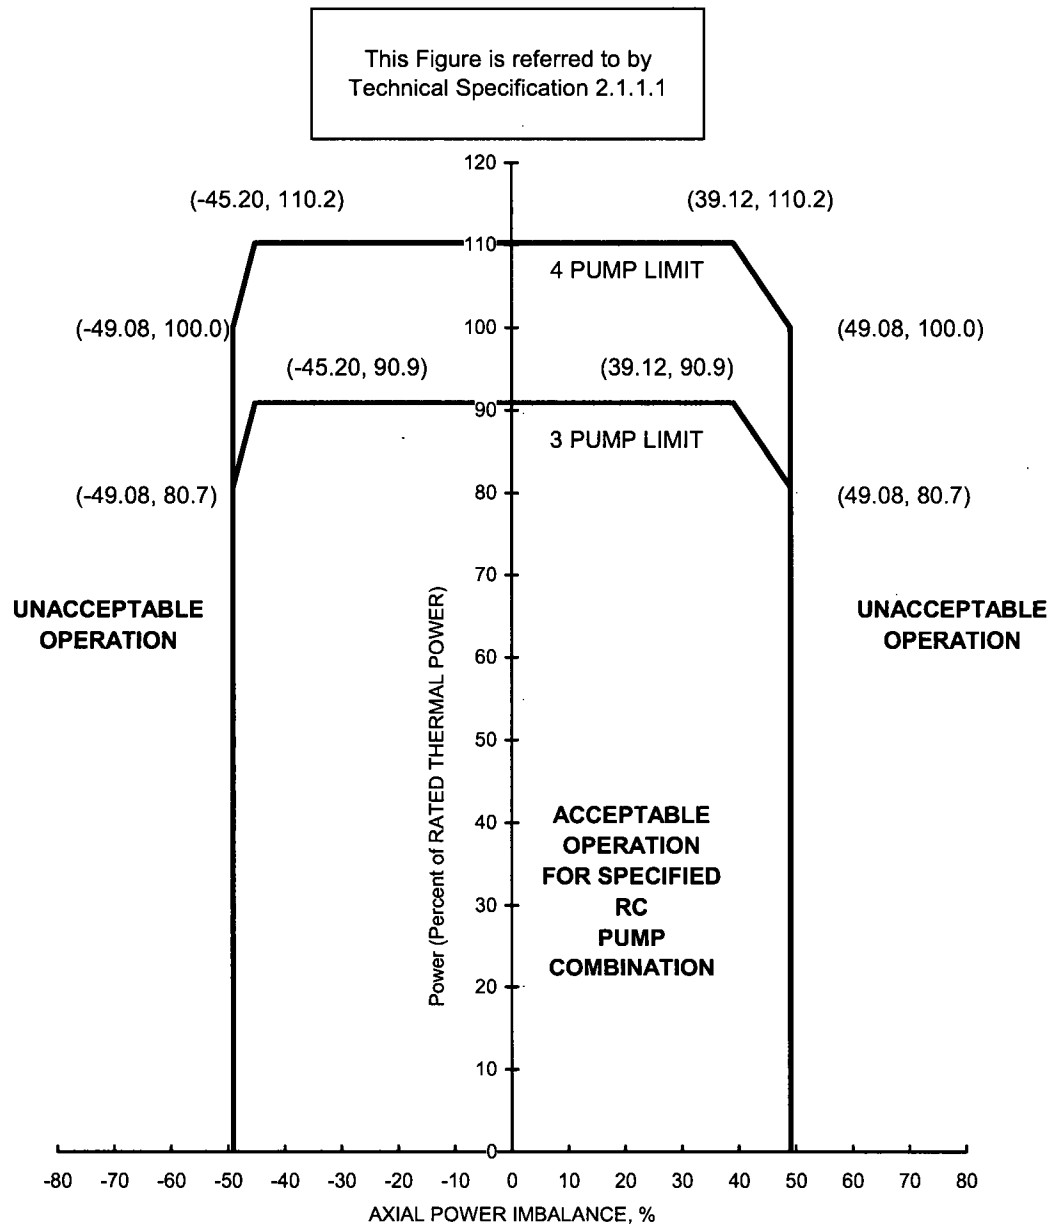 This Figure is referred to by
Technical Specification 2.1.1.1
120
(-45.20, 110.2)
(39.12, 110.2)
110
4 PUMP LIMIT
(-49.08, 100.0)
100
(49.08, 100.0)
(-45.20, 90.9)
(39.12, 90.9)
90
3 PUMP LIMIT
(-49.08, 80.7)
80
(49.08, 80.7)
70
UNACCEPTABLE
OPERATION
UNACCEPTABLE
OPERATION
60
Power (Percent of RATED THERMAL POWER)
50
40
ACCEPTABLE
OPERATION
FOR SPECIFIED
RC
PUMP
COMBINATION
30
20
10
0
-80 -70 -60 -50 -40 -30 -20 -10 0 10 20 30 40 50 60 70 80
AXIAL POWER IMBALANCE, %